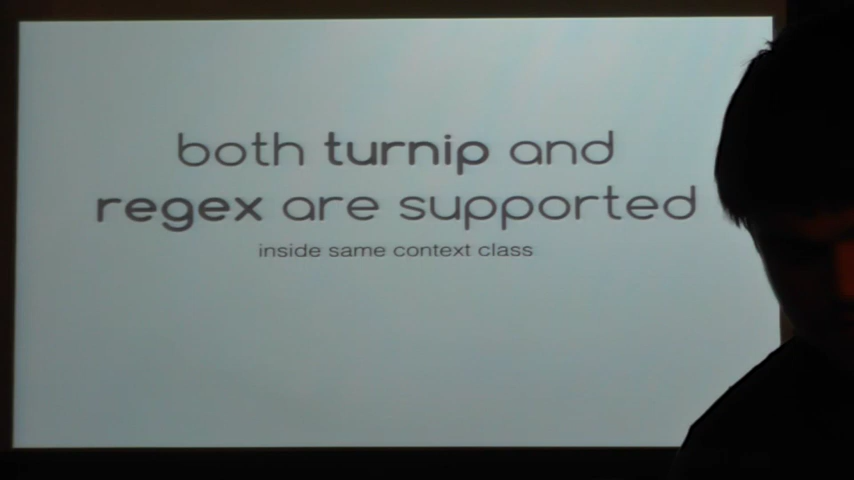 both turnip and
regex are supported
inside same context class